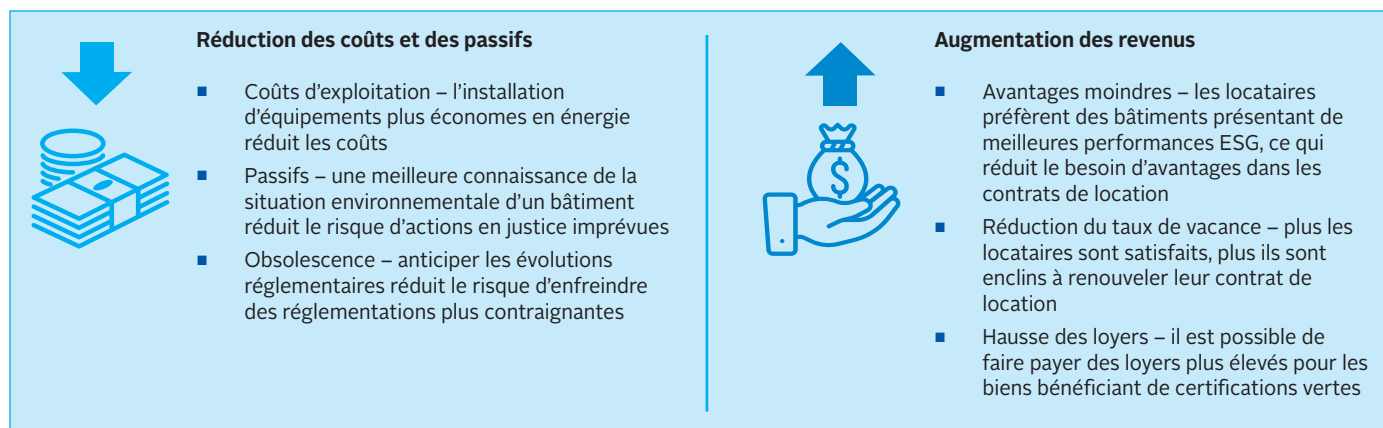 Réduction des coûts et des passifs
■ Coûts d'exploitation – l'installation
d'équipements plus économes en énergie
réduit les coûts
■ Passifs – une meilleure connaissance de la
situation environnementale d'un bâtiment
réduit le risque d'actions en justice imprévues
■ Obsolescence – anticiper les évolutions
réglementaires réduit le risque d'enfreindre
des réglementations plus contraignantes
$
Augmentation des revenus
■ Avantages moindres – les locataires
préfèrent des bâtiments présentant de
meilleures performances ESG, ce qui
réduit le besoin d'avantages dans les
contrats de location
■ Réduction du taux de vacance – plus les
locataires sont satisfaits, plus ils sont
enclins à renouveler leur contrat de
location
■ Hausse des loyers – il est possible de
faire payer des loyers plus élevés pour les
biens bénéficiant de certifications vertes